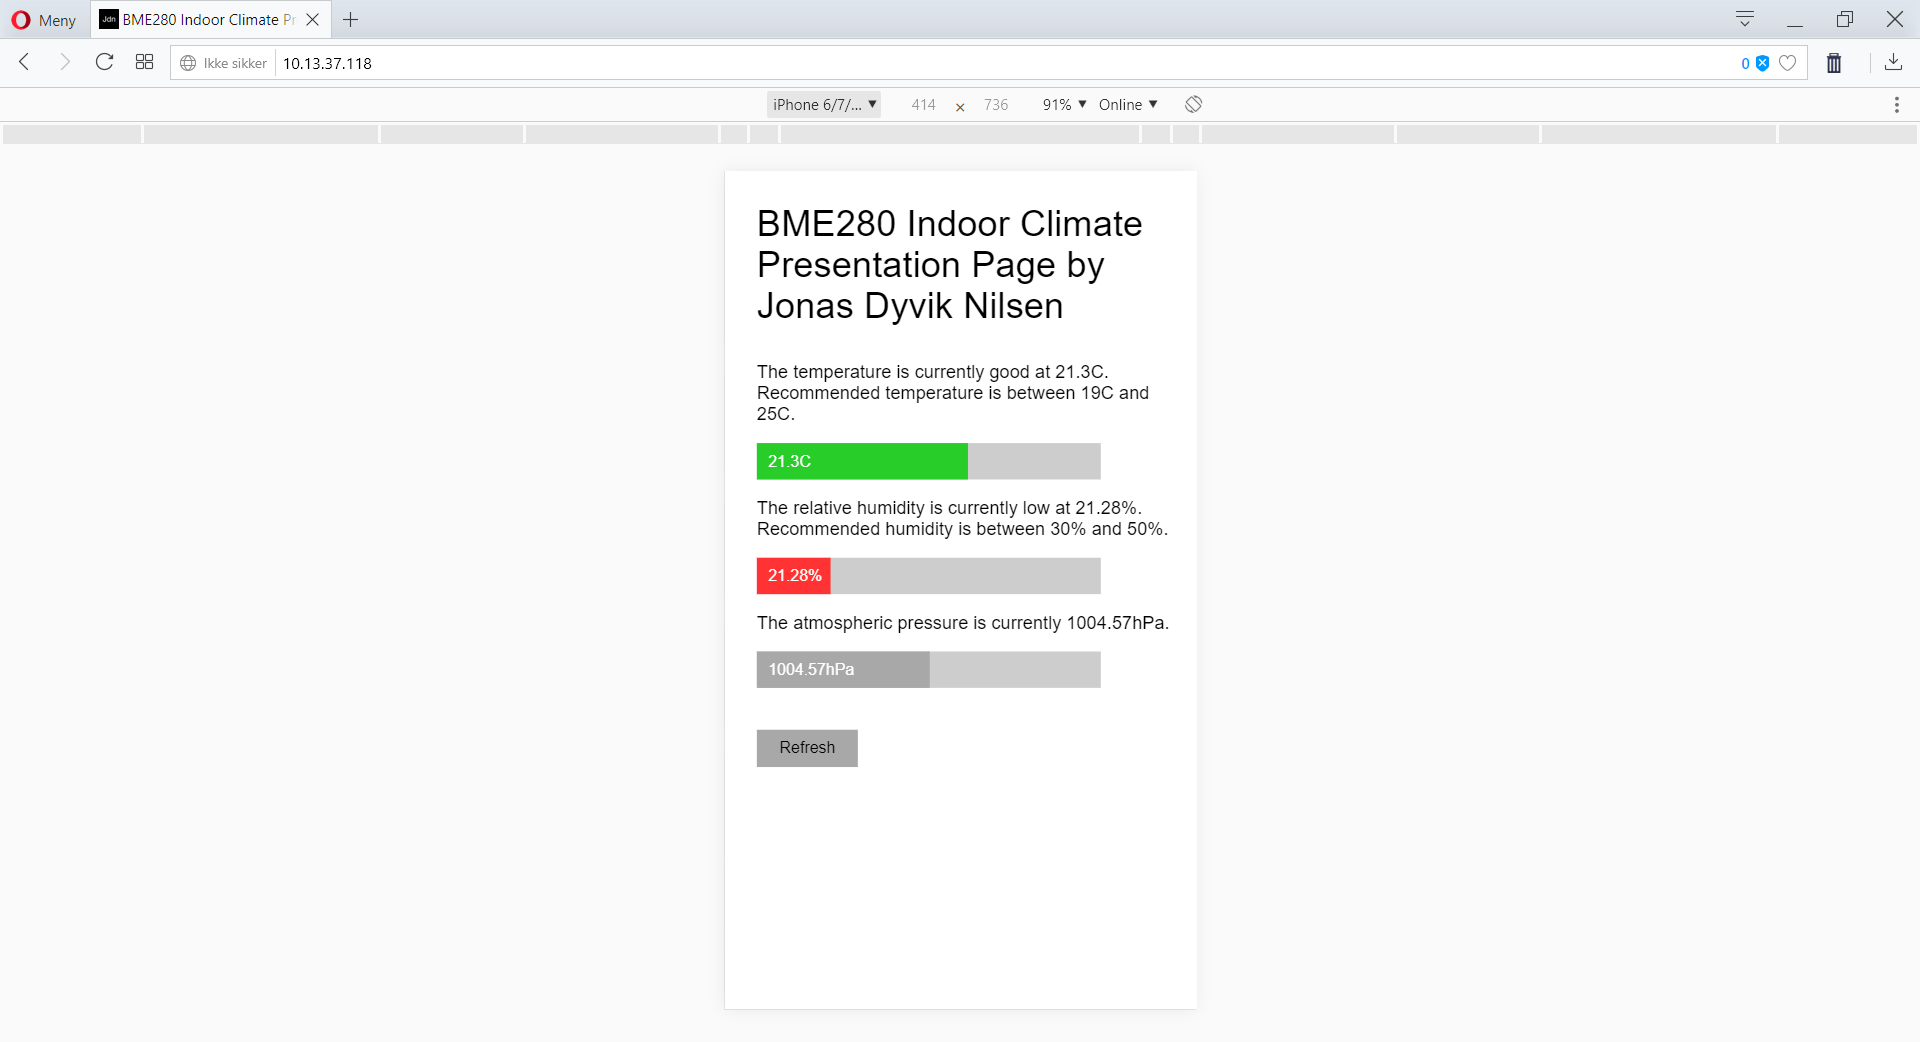 Meny
Jdn BME280 Indoor Climate Pr
Ikke sikker 10.13.37.118 0
iPhone 6/7/... 414 × 736 91% Online
BME280 Indoor Climate
Presentation Page by
Jonas Dyvik Nilsen
The temperature is currently good at 21.3C.
Recommended temperature is between 19C and
25C.
21.3C
The relative humidity is currently low at 21.28%.
Recommended humidity is between 30% and 50%.
21.28%
The atmospheric pressure is currently 1004.57hPa.
1004.57hPa
Refresh